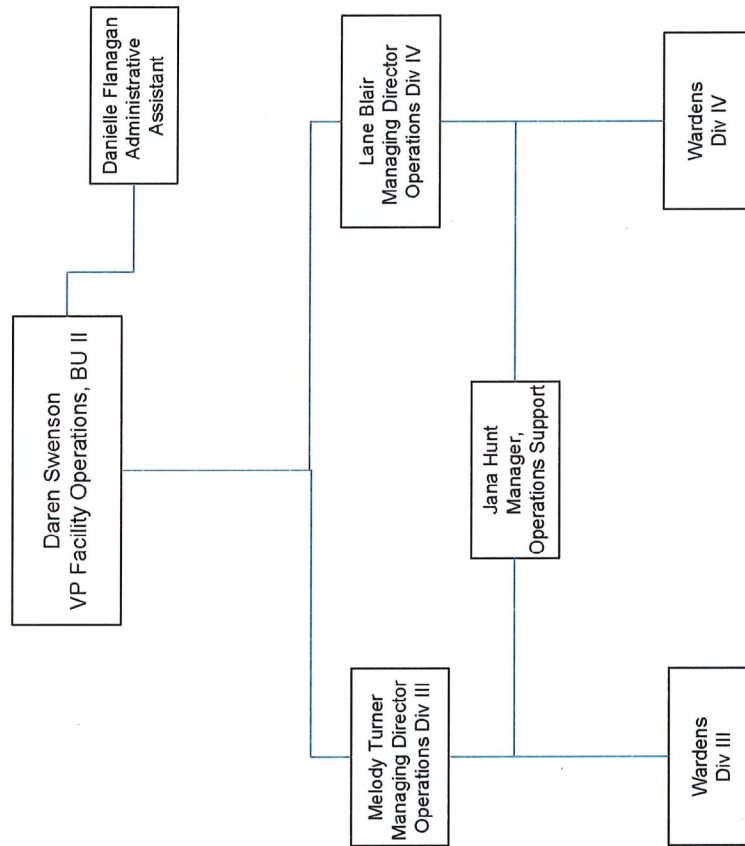 Daren Swenson
VP Facility Operations, BU II
Danielle Flanagan
Administrative
Assistant
Melody Turner
Managing Director
Operations Div III
Lane Blair
Managing Director
Operations Div IV
Jana Hunt
Manager,
Operations Support
Wardens
Div III
Wardens
Div IV